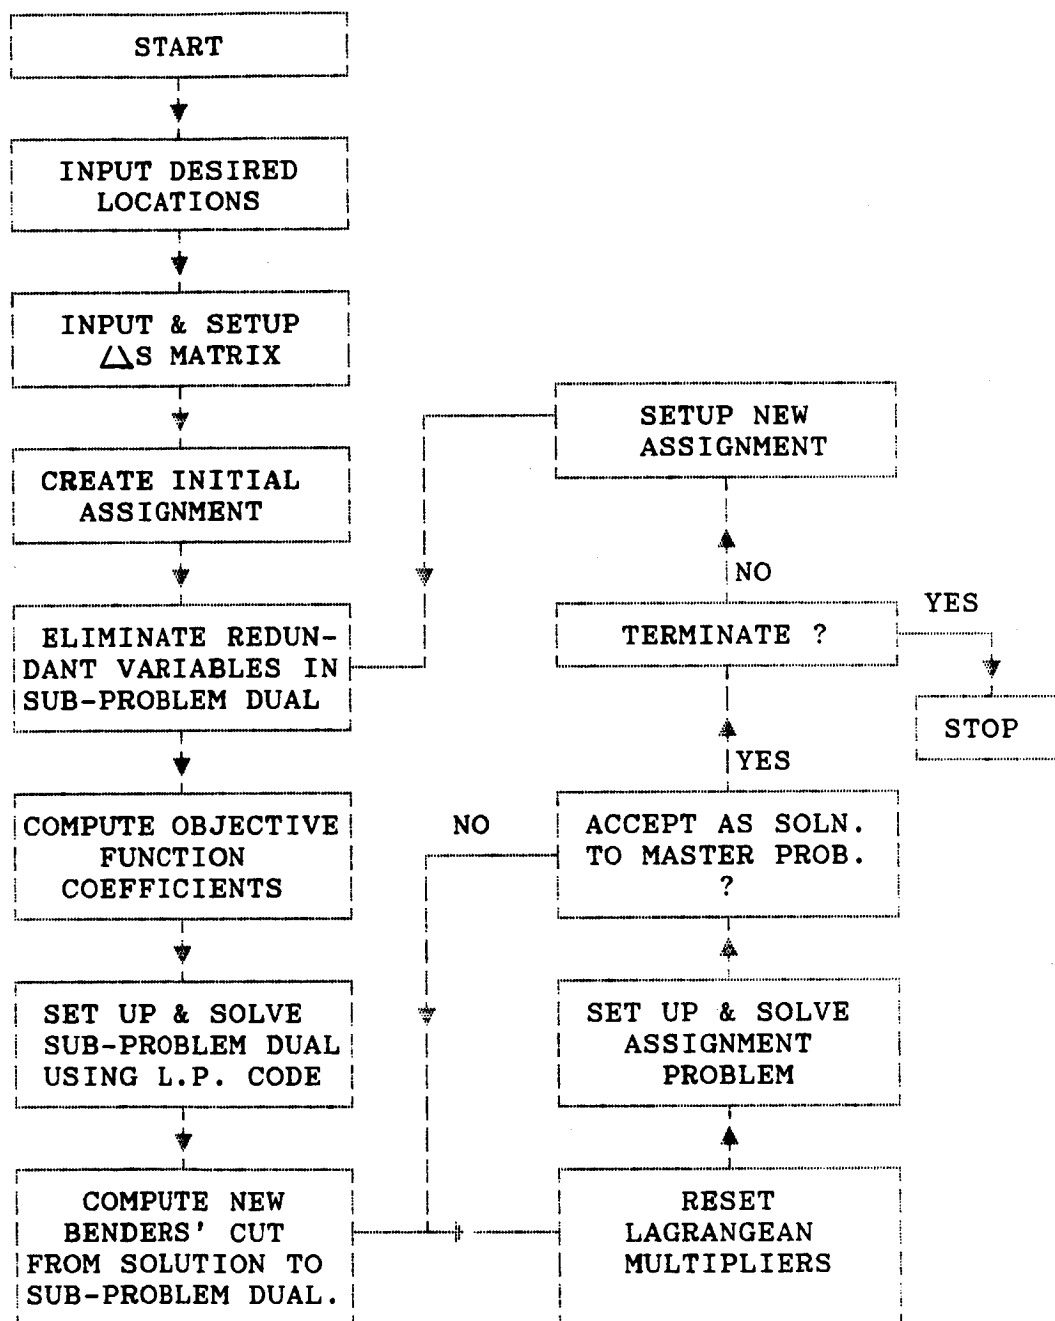 START
INPUT DESIRED
LOCATIONS
INPUT & SETUP
△S MATRIX
CREATE INITIAL
ASSIGNMENT
ELIMINATE REDUN-
DANT VARIABLES IN
SUB-PROBLEM DUAL
COMPUTE OBJECTIVE
FUNCTION
COEFFICIENTS
SET UP & SOLVE
SUB-PROBLEM DUAL
USING L.P. CODE
COMPUTE NEW
BENDERS' CUT
FROM SOLUTION TO
SUB-PROBLEM DUAL.
RESET
LAGRANGEAN
MULTIPLIERS
SET UP & SOLVE
ASSIGNMENT
PROBLEM
ACCEPT AS SOLN.
TO MASTER PROB.
?
NO
YES
TERMINATE ?
YES
STOP
NO
SETUP NEW
ASSIGNMENT